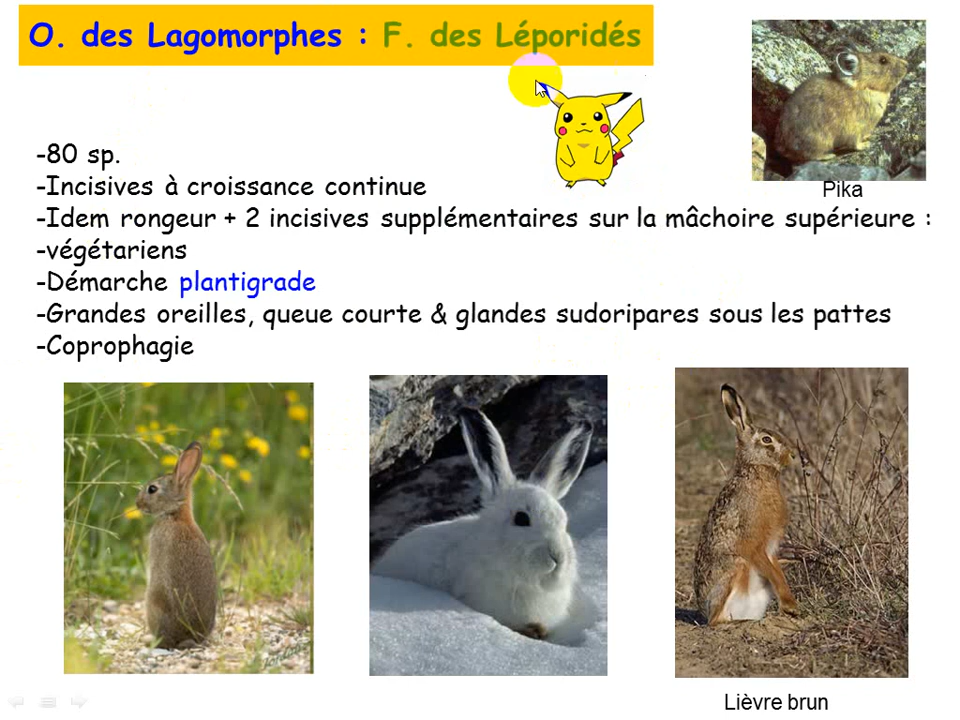 O. des Lagomorphes : F. des Léporidés
Pika
-80 sp.
-Incisives à croissance continue
-Idem rongeur + 2 incisives supplémentaires sur la mâchoire supérieure :
-végétariens
-Démarche plantigrade
-Grandes oreilles, queue courte & glandes sudoripares sous les pattes
-Coprophagie
Lièvre brun